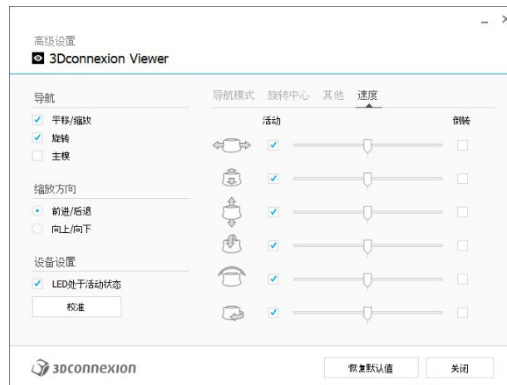 高级设置
3Dconnexion Viewer
导航
平移/缩放
旋转
主模
缩放方向
前进/后退
向上/向下
设备设置
LED处于活动状态
校准
导航模式 旋转中心 其他 速度
活动 倒转
3Dconnexion
恢复默认值 关闭